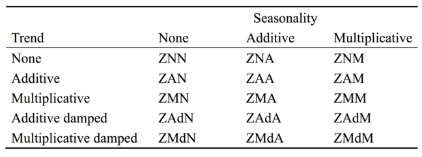 Seasonality
Trend None Additive Multiplicative
None ZNN ZNA ZNM
Additive ZAN ZAA ZAM
Multiplicative ZMN ZMA ZMM
Additive damped ZAdN ZAdA ZAdM
Multiplicative damped ZMdN ZMdA ZMdM